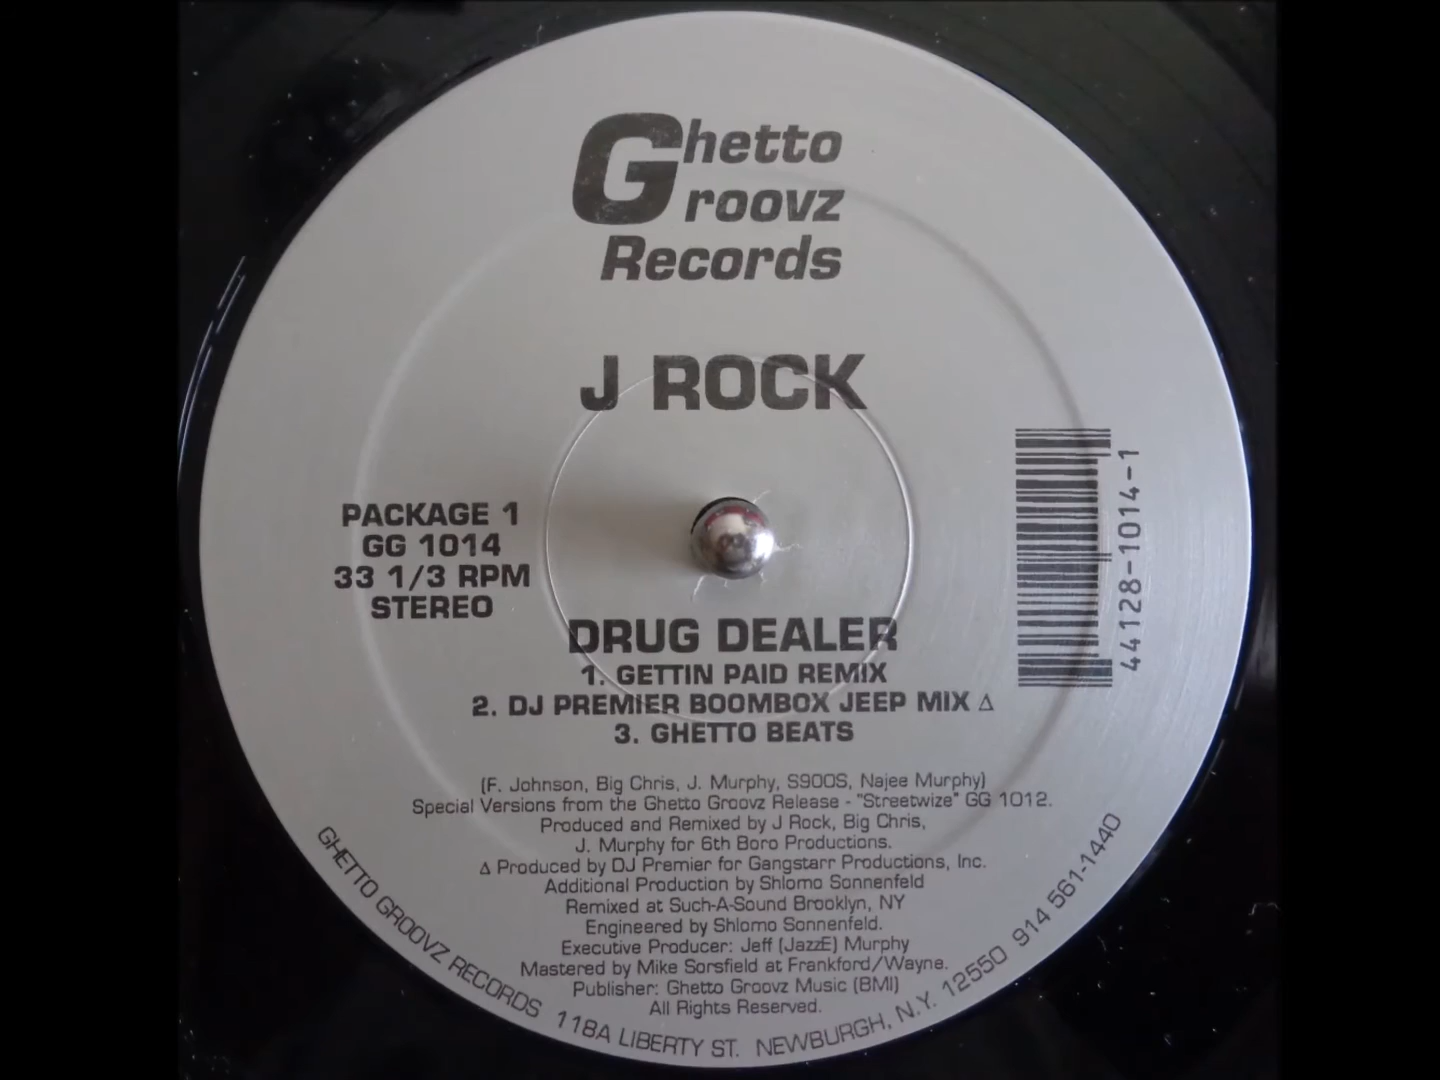 Ghetto
Groovz
Records
J ROCK
PACKAGE 1
GG 1014
33 1/3 RPM
STEREO
44128-1014-1
DRUG DEALER
1. GETTIN PAID REMIX
2. DJ PREMIER BOOMBOX JEEP MIX Δ
3. GHETTO BEATS
(F. Johnson, Big Chris, J. Murphy, S900S, Najee Murphy)
Special Versions from the Ghetto Groovz Release - "Streetwize" GG 1012.
Produced and Remixed by J Rock, Big Chris,
J. Murphy for 6th Boro Productions.
Δ Produced by DJ Premier for Gangstarr Productions, Inc.
Additional Production by Shlomo Sonnenfeld
Remixed at Such-A-Sound Brooklyn, NY
Engineered by Shlomo Sonnenfeld.
Executive Producer: Jeff (JazzE) Murphy
Mastered by Mike Sorsfield at Frankford/Wayne.
Publisher: Ghetto Groovz Music (BMI)
All Rights Reserved.
GHETTO GROOVZ RECORDS 118A LIBERTY ST. NEWBURGH, N.Y. 12550 914 561-1440